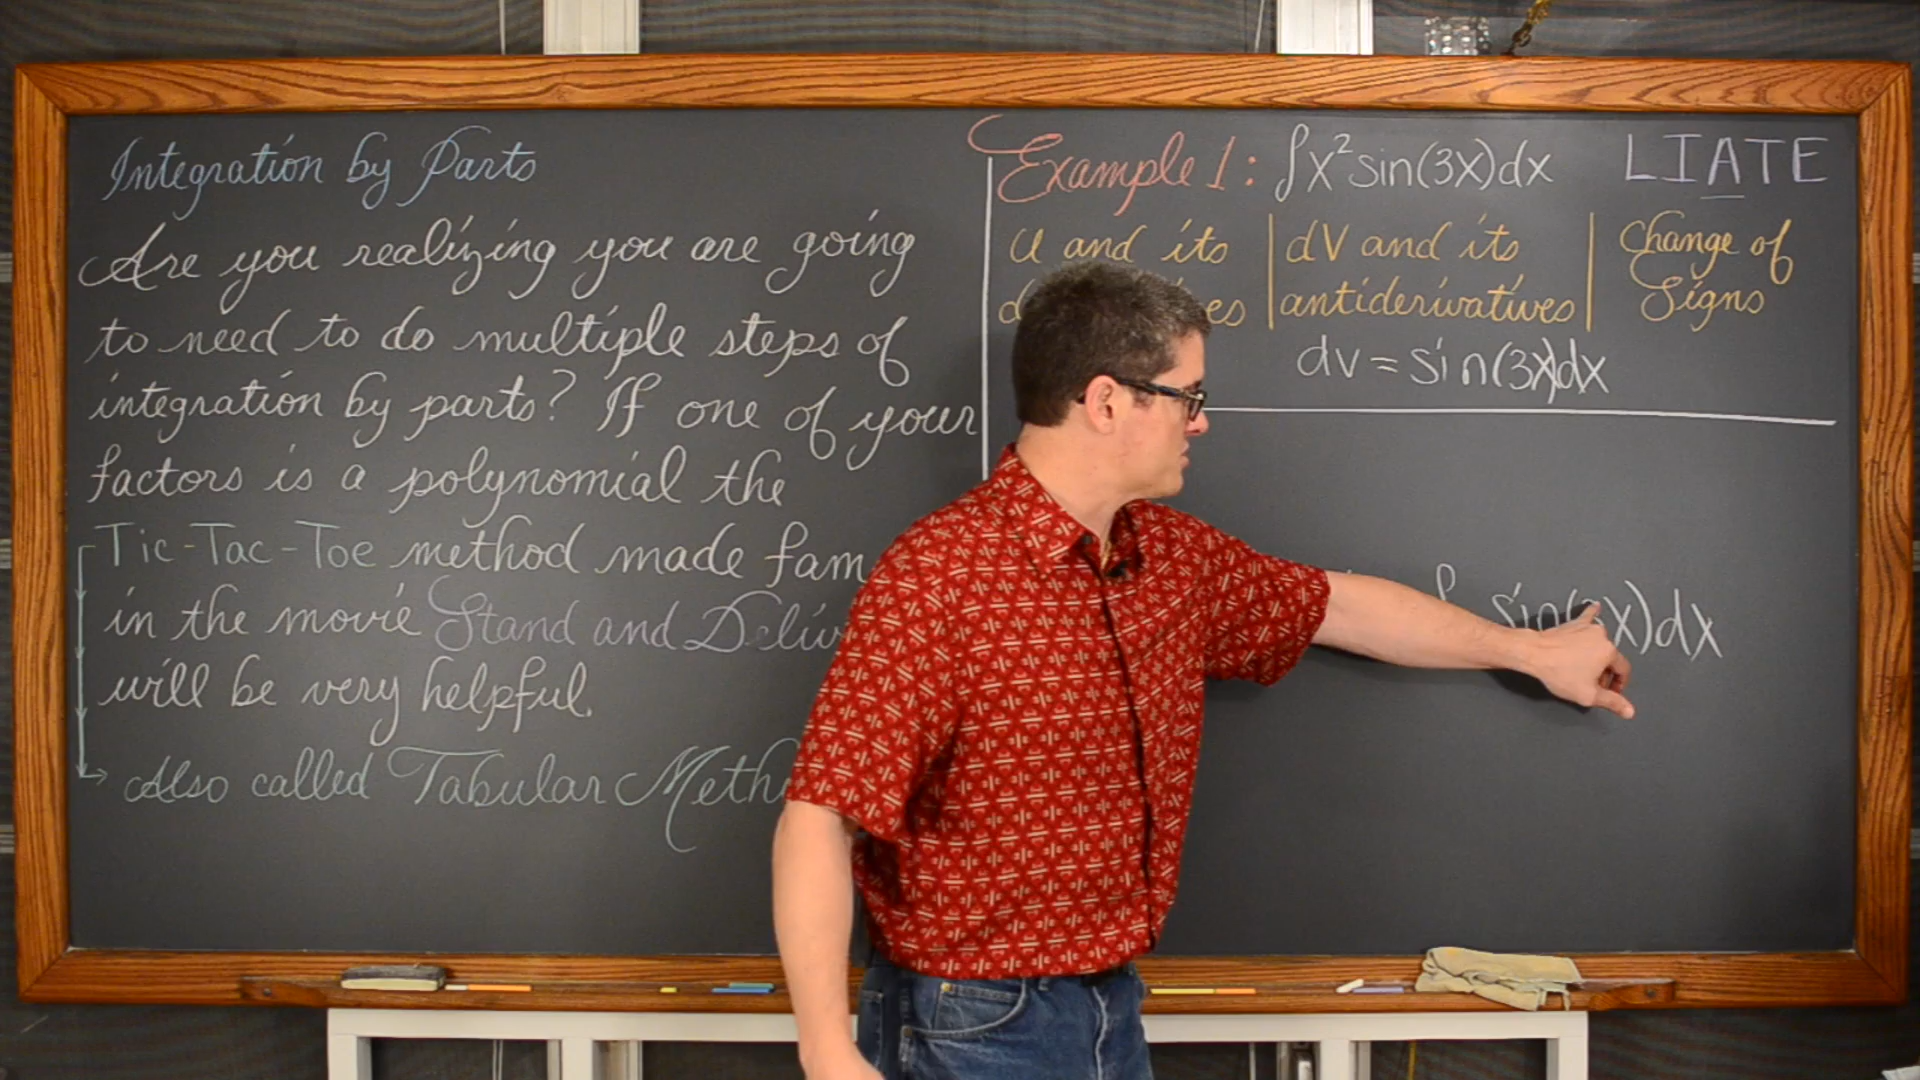 Integration by Parts
Are you realizing you are going
to need to do multiple steps of
integration by parts? If one of your
factors is a polynomial the
Tic-Tac-Toe method made
in the movie Stand and
will be very helpful.
Also called Tabular
Example 1: ∫x²sin(3x)dx LIATE
u and its
dV and its
antiderivatives
Change of
Signs
dv = sin(3x)dx
∫ sin(3x)dx